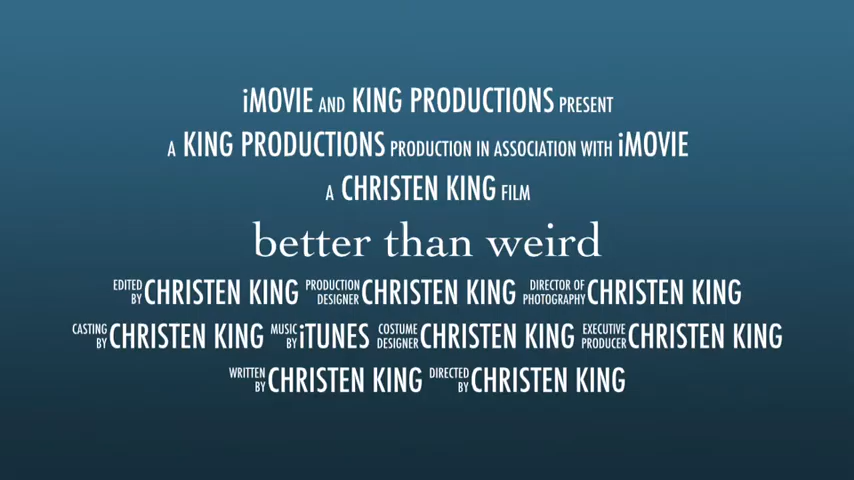 iMOVIE AND KING PRODUCTIONS PRESENT
A KING PRODUCTIONS PRODUCTION IN ASSOCIATION WITH iMOVIE
A CHRISTEN KING FILM
better than weird
EDITED BY CHRISTEN KING PRODUCTION DESIGNER CHRISTEN KING DIRECTOR OF PHOTOGRAPHY CHRISTEN KING
CASTING BY CHRISTEN KING MUSIC BY iTUNES COSTUME DESIGNER CHRISTEN KING EXECUTIVE PRODUCER CHRISTEN KING
WRITTEN BY CHRISTEN KING DIRECTED BY CHRISTEN KING